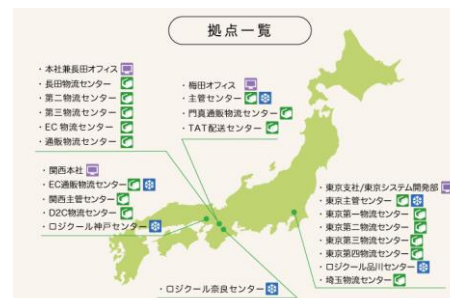 拠点一覧
・本社兼長田オフィス
・長田物流センター
・第二物流センター
・第三物流センター
・EC物流センター
・通販物流センター
・梅田オフィス
・主管センター
・門真通販物流センター
・TAT配送センター
・関西本社
・EC通販物流センター
・関西主管センター
・D2C物流センター
・ロジクール神戸センター
・東京支社/東京システム開発部
・東京主管センター
・東京第一物流センター
・東京第二物流センター
・東京第三物流センター
・東京第四物流センター
・ロジクール品川センター
・埼玉物流センター
・ロジクール奈良センター